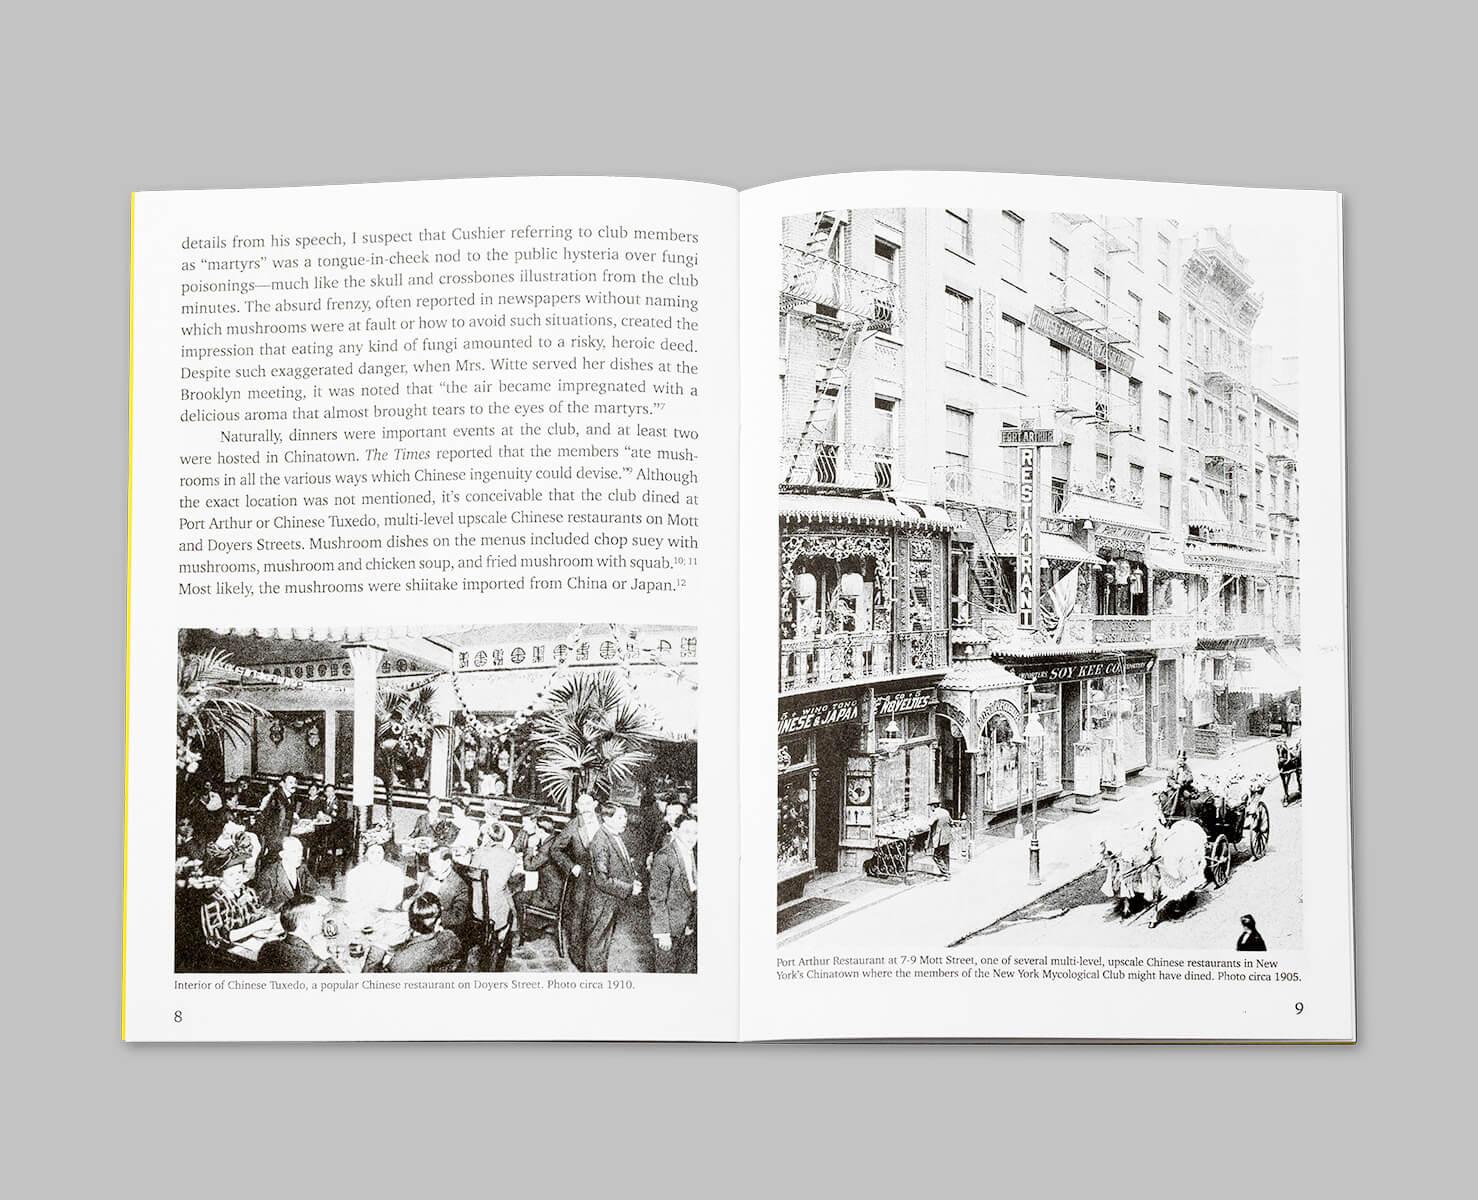 details from his speech, I suspect that Cushier referring to club members
as “martyrs” was a tongue-in-cheek nod to the public hysteria over fungi
poisonings—much like the skull and crossbones illustration from the club
minutes. The absurd frenzy, often reported in newspapers without naming
which mushrooms were at fault or how to avoid such situations, created the
impression that eating any kind of fungi amounted to a risky, heroic deed.
Despite such exaggerated danger, when Mrs. Witte served her dishes at the
Brooklyn meeting, it was noted that “the air became impregnated with a
delicious aroma that almost brought tears to the eyes of the martyrs.”⁷
Naturally, dinners were important events at the club, and at least two
were hosted in Chinatown. The Times reported that the members “ate mush-
rooms in all the various ways which Chinese ingenuity could devise.”⁹ Although
the exact location was not mentioned, it’s conceivable that the club dined at
Port Arthur or Chinese Tuxedo, multi-level upscale Chinese restaurants on Mott
and Doyers Streets. Mushroom dishes on the menus included chop suey with
mushrooms, mushroom and chicken soup, and fried mushroom with squab.¹⁰; ¹¹
Most likely, the mushrooms were shiitake imported from China or Japan.¹²
Interior of Chinese Tuxedo, a popular Chinese restaurant on Doyers Street. Photo circa 1910.
8
PORT ARTHUR
RESTAURANT
SOY KEE CO
WING TONG
NESE & JAPAN
NOVELTIES
Port Arthur Restaurant at 7-9 Mott Street, one of several multi-level, upscale Chinese restaurants in New
York’s Chinatown where the members of the New York Mycological Club might have dined. Photo circa 1905.
9